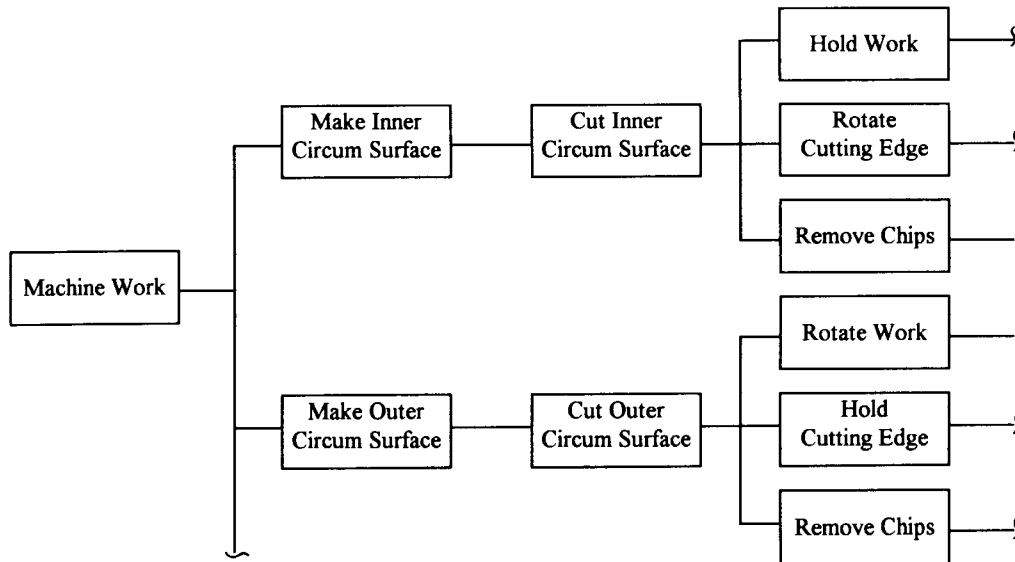 Hold Work
Make Inner
Circum Surface
Cut Inner
Circum Surface
Rotate
Cutting Edge
Remove Chips
Machine Work
Rotate Work
Make Outer
Circum Surface
Cut Outer
Circum Surface
Hold
Cutting Edge
Remove Chips